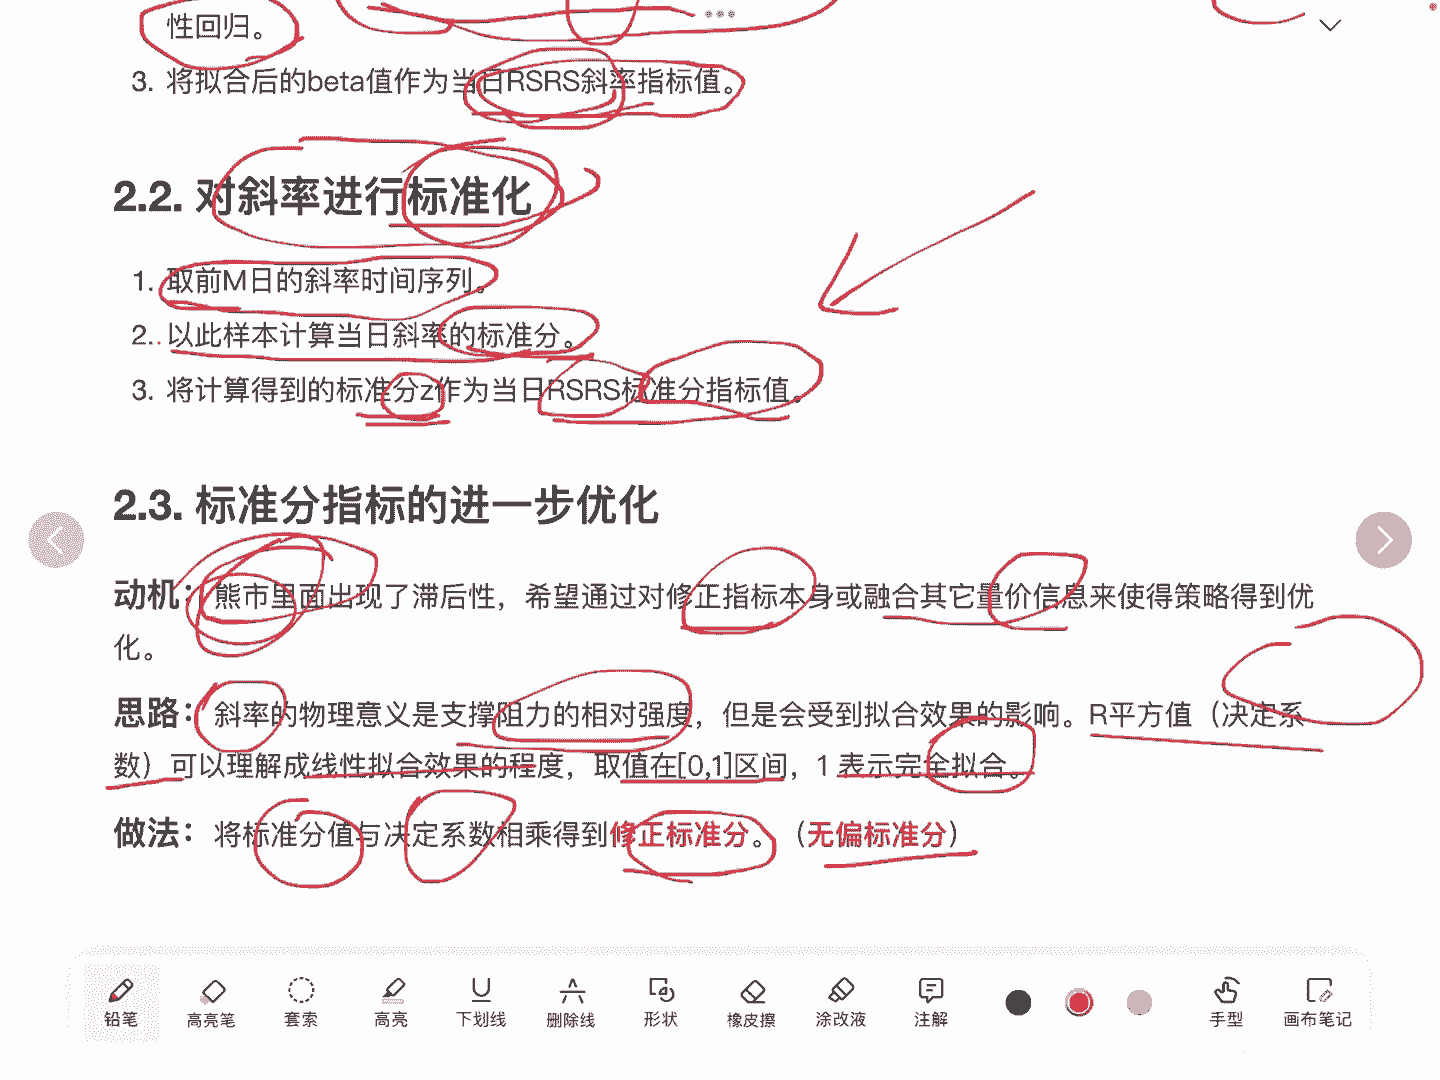 性回归。
3. 将拟合后的beta值作为当日RSRS斜率指标值。
2.2. 对斜率进行标准化
1. 取前M日的斜率时间序列。
2.. 以此样本计算当日斜率的标准分。
3. 将计算得到的标准分z作为当日RSRS标准分指标值。
2.3. 标准分指标的进一步优化
动机：熊市里面出现了滞后性，希望通过对修正指标本身或融合其它量价信息来使得策略得到优
化。
思路：斜率的物理意义是支撑阻力的相对强度，但是会受到拟合效果的影响。R平方值（决定系
数）可以理解成线性拟合效果的程度，取值在[0,1]区间，1 表示完全拟合。
做法：将标准分值与决定系数相乘得到修正标准分。（无偏标准分）
铅笔 高亮笔 套索 高亮 下划线 删除线 形状 橡皮擦 涂改液 注解 手型 画布笔记